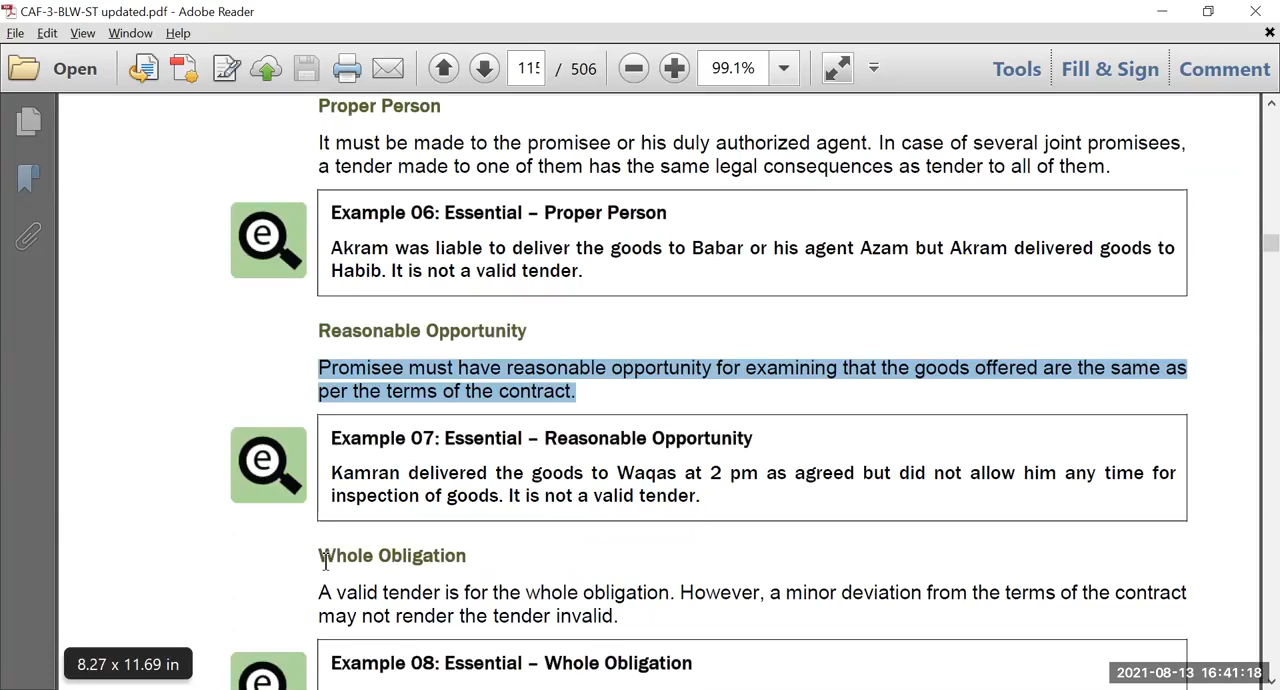 CAF-3-BLW-ST updated.pdf - Adobe Reader
File Edit View Window Help
Open 115 / 506 99.1% Tools Fill & Sign Comment
Proper Person
It must be made to the promisee or his duly authorized agent. In case of several joint promisees,
a tender made to one of them has the same legal consequences as tender to all of them.
Example 06: Essential – Proper Person
Akram was liable to deliver the goods to Babar or his agent Azam but Akram delivered goods to
Habib. It is not a valid tender.
Reasonable Opportunity
Promisee must have reasonable opportunity for examining that the goods offered are the same as
per the terms of the contract.
Example 07: Essential – Reasonable Opportunity
Kamran delivered the goods to Waqas at 2 pm as agreed but did not allow him any time for
inspection of goods. It is not a valid tender.
Whole Obligation
A valid tender is for the whole obligation. However, a minor deviation from the terms of the contract
may not render the tender invalid.
Example 08: Essential – Whole Obligation
8.27 x 11.69 in
2021-08-13 16:41:18